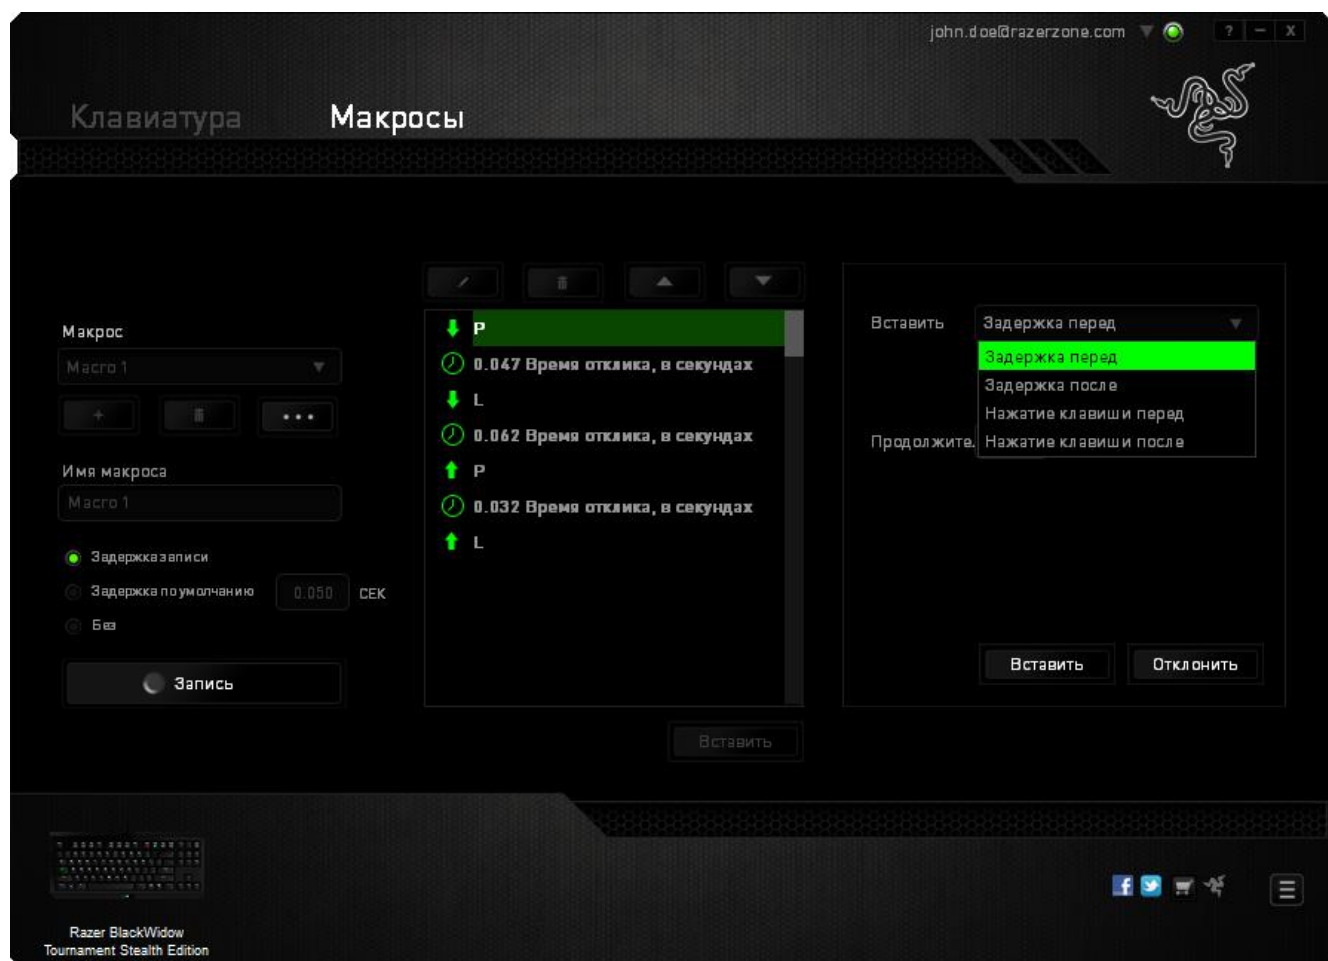 john.doe@razerzone.com
? – X
Клавиатура Макросы
Макрос
Macro 1
Имя макроса
Macro 1
Задержка записи
Задержка по умолчанию 0.050 СЕК
Без
Запись
P
0.047 Время отклика, в секундах
L
0.062 Время отклика, в секундах
P
0.032 Время отклика, в секундах
L
Вставить
Вставить Задержка перед
Задержка перед
Задержка после
Нажатие клавиши перед
Продолжите. Нажатие клавиши после
Вставить Отклонить
Razer BlackWidow
Tournament Stealth Edition